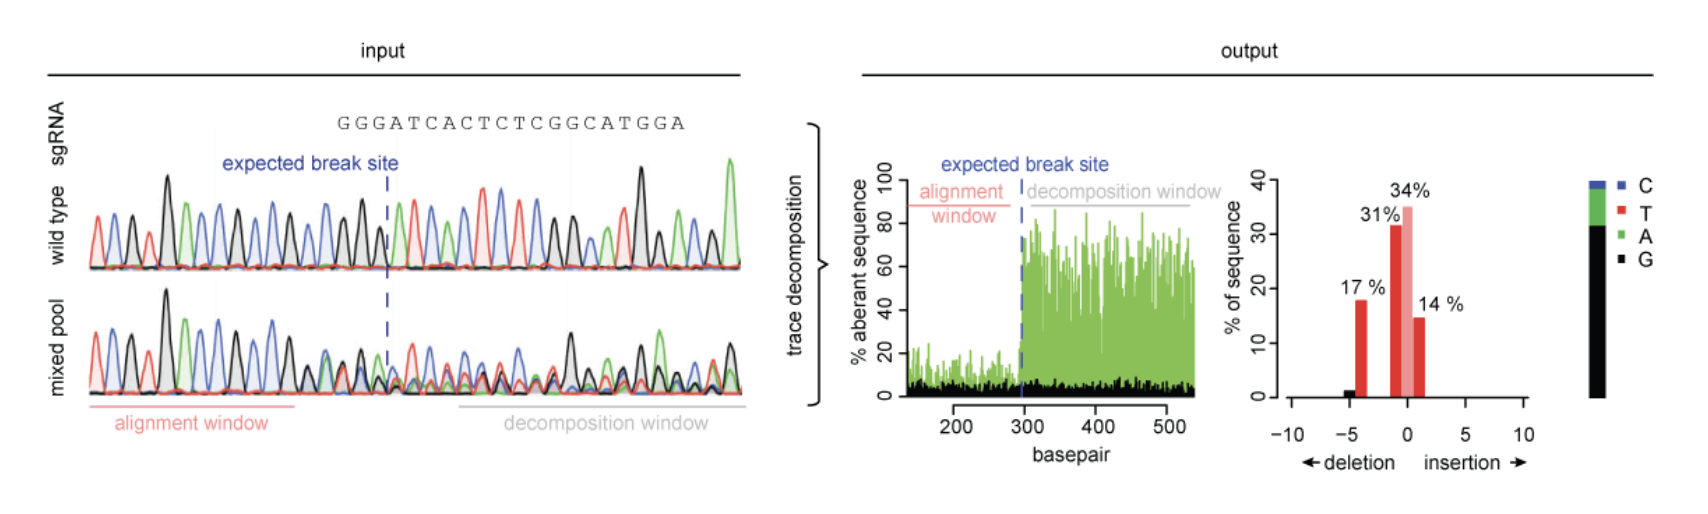 input
output
sgRNA
GGGATCACTCTCGGCATGGA
expected break site
wild type
mixed pool
alignment window
decomposition window
trace decomposition
expected break site
alignment
window
decomposition window
% aberant sequence
100
80
60
40
20
0
200 300 400 500
basepair
% of sequence
40
30
20
10
0
17 %
31%
34%
14 %
−10 −5 0 5 10
deletion insertion
C
T
A
G